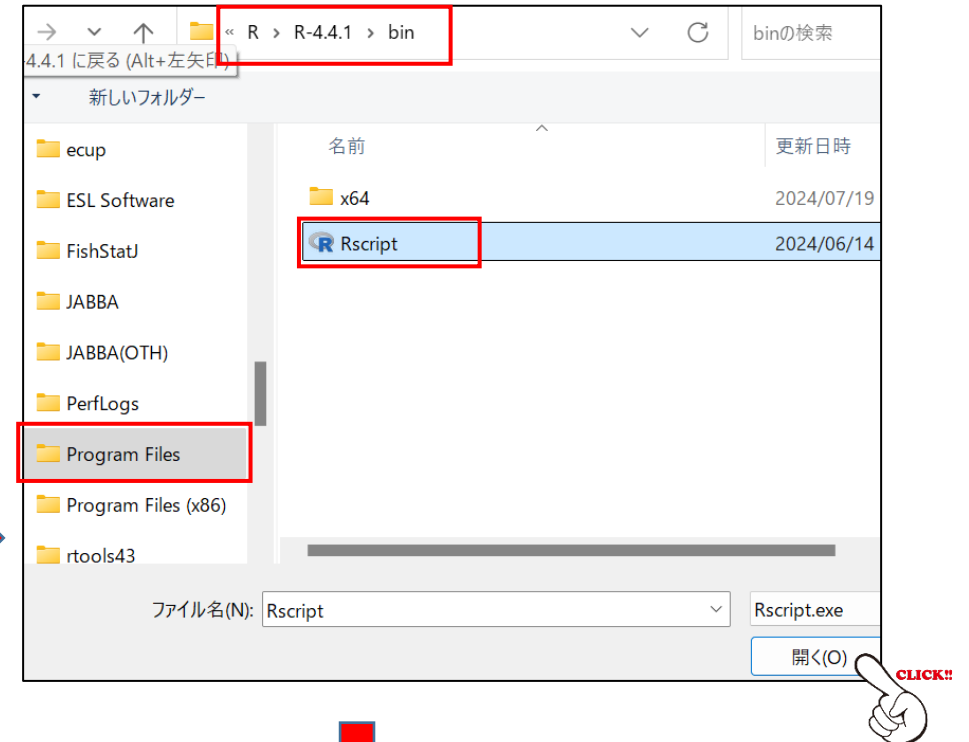 « R > R-4.4.1 > bin
binの検索
4.4.1 に戻る (Alt+左矢印)
新しいフォルダー
名前
更新日時
ecup
ESL Software
FishStatJ
JABBA
JABBA(OTH)
PerfLogs
Program Files
Program Files (x86)
rtools43
x64
2024/07/19
Rscript
2024/06/14
ファイル名(N):
Rscript
Rscript.exe
開く(O)
CLICK!!